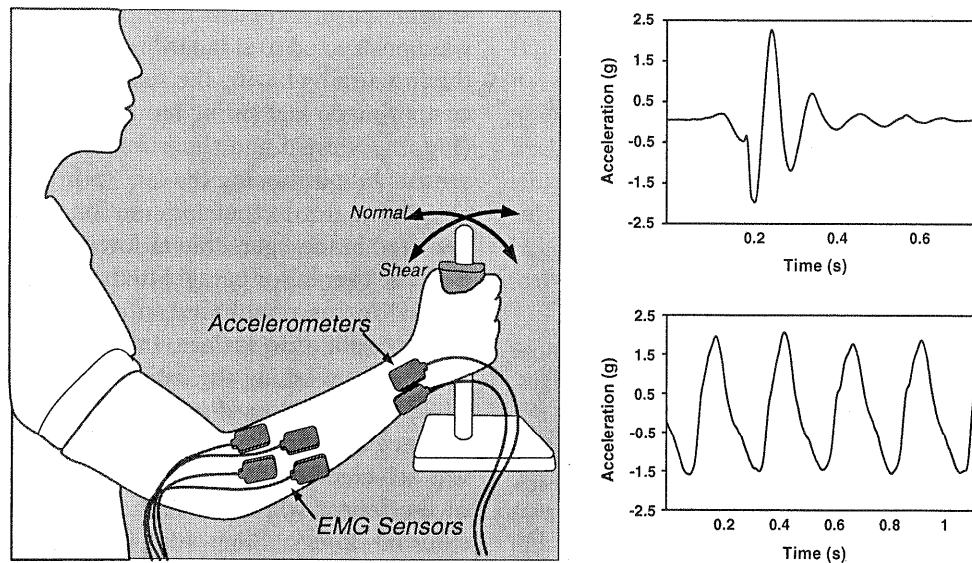 Normal
Shear
Accelerometers
EMG Sensors
2.5
1.5
0.5
-0.5
-1.5
-2.5
Acceleration (g)
0.2 0.4 0.6
Time (s)
2.5
1.5
0.5
-0.5
-1.5
-2.5
Acceleration (g)
0.2 0.4 0.6 0.8 1
Time (s)